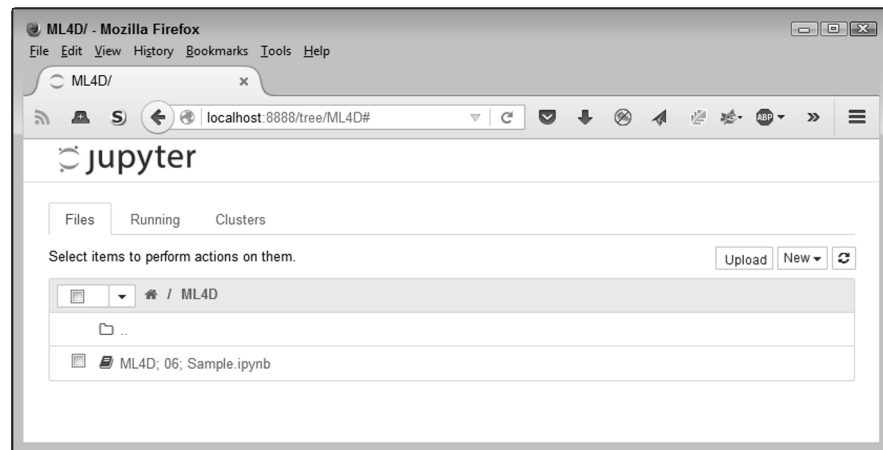 ML4D/ - Mozilla Firefox
File Edit View History Bookmarks Tools Help
ML4D/ ×
S localhost:8888/tree/ML4D# ABP »
jupyter
Files Running Clusters
Select items to perform actions on them. Upload New
/ ML4D
..
ML4D; 06; Sample.ipynb